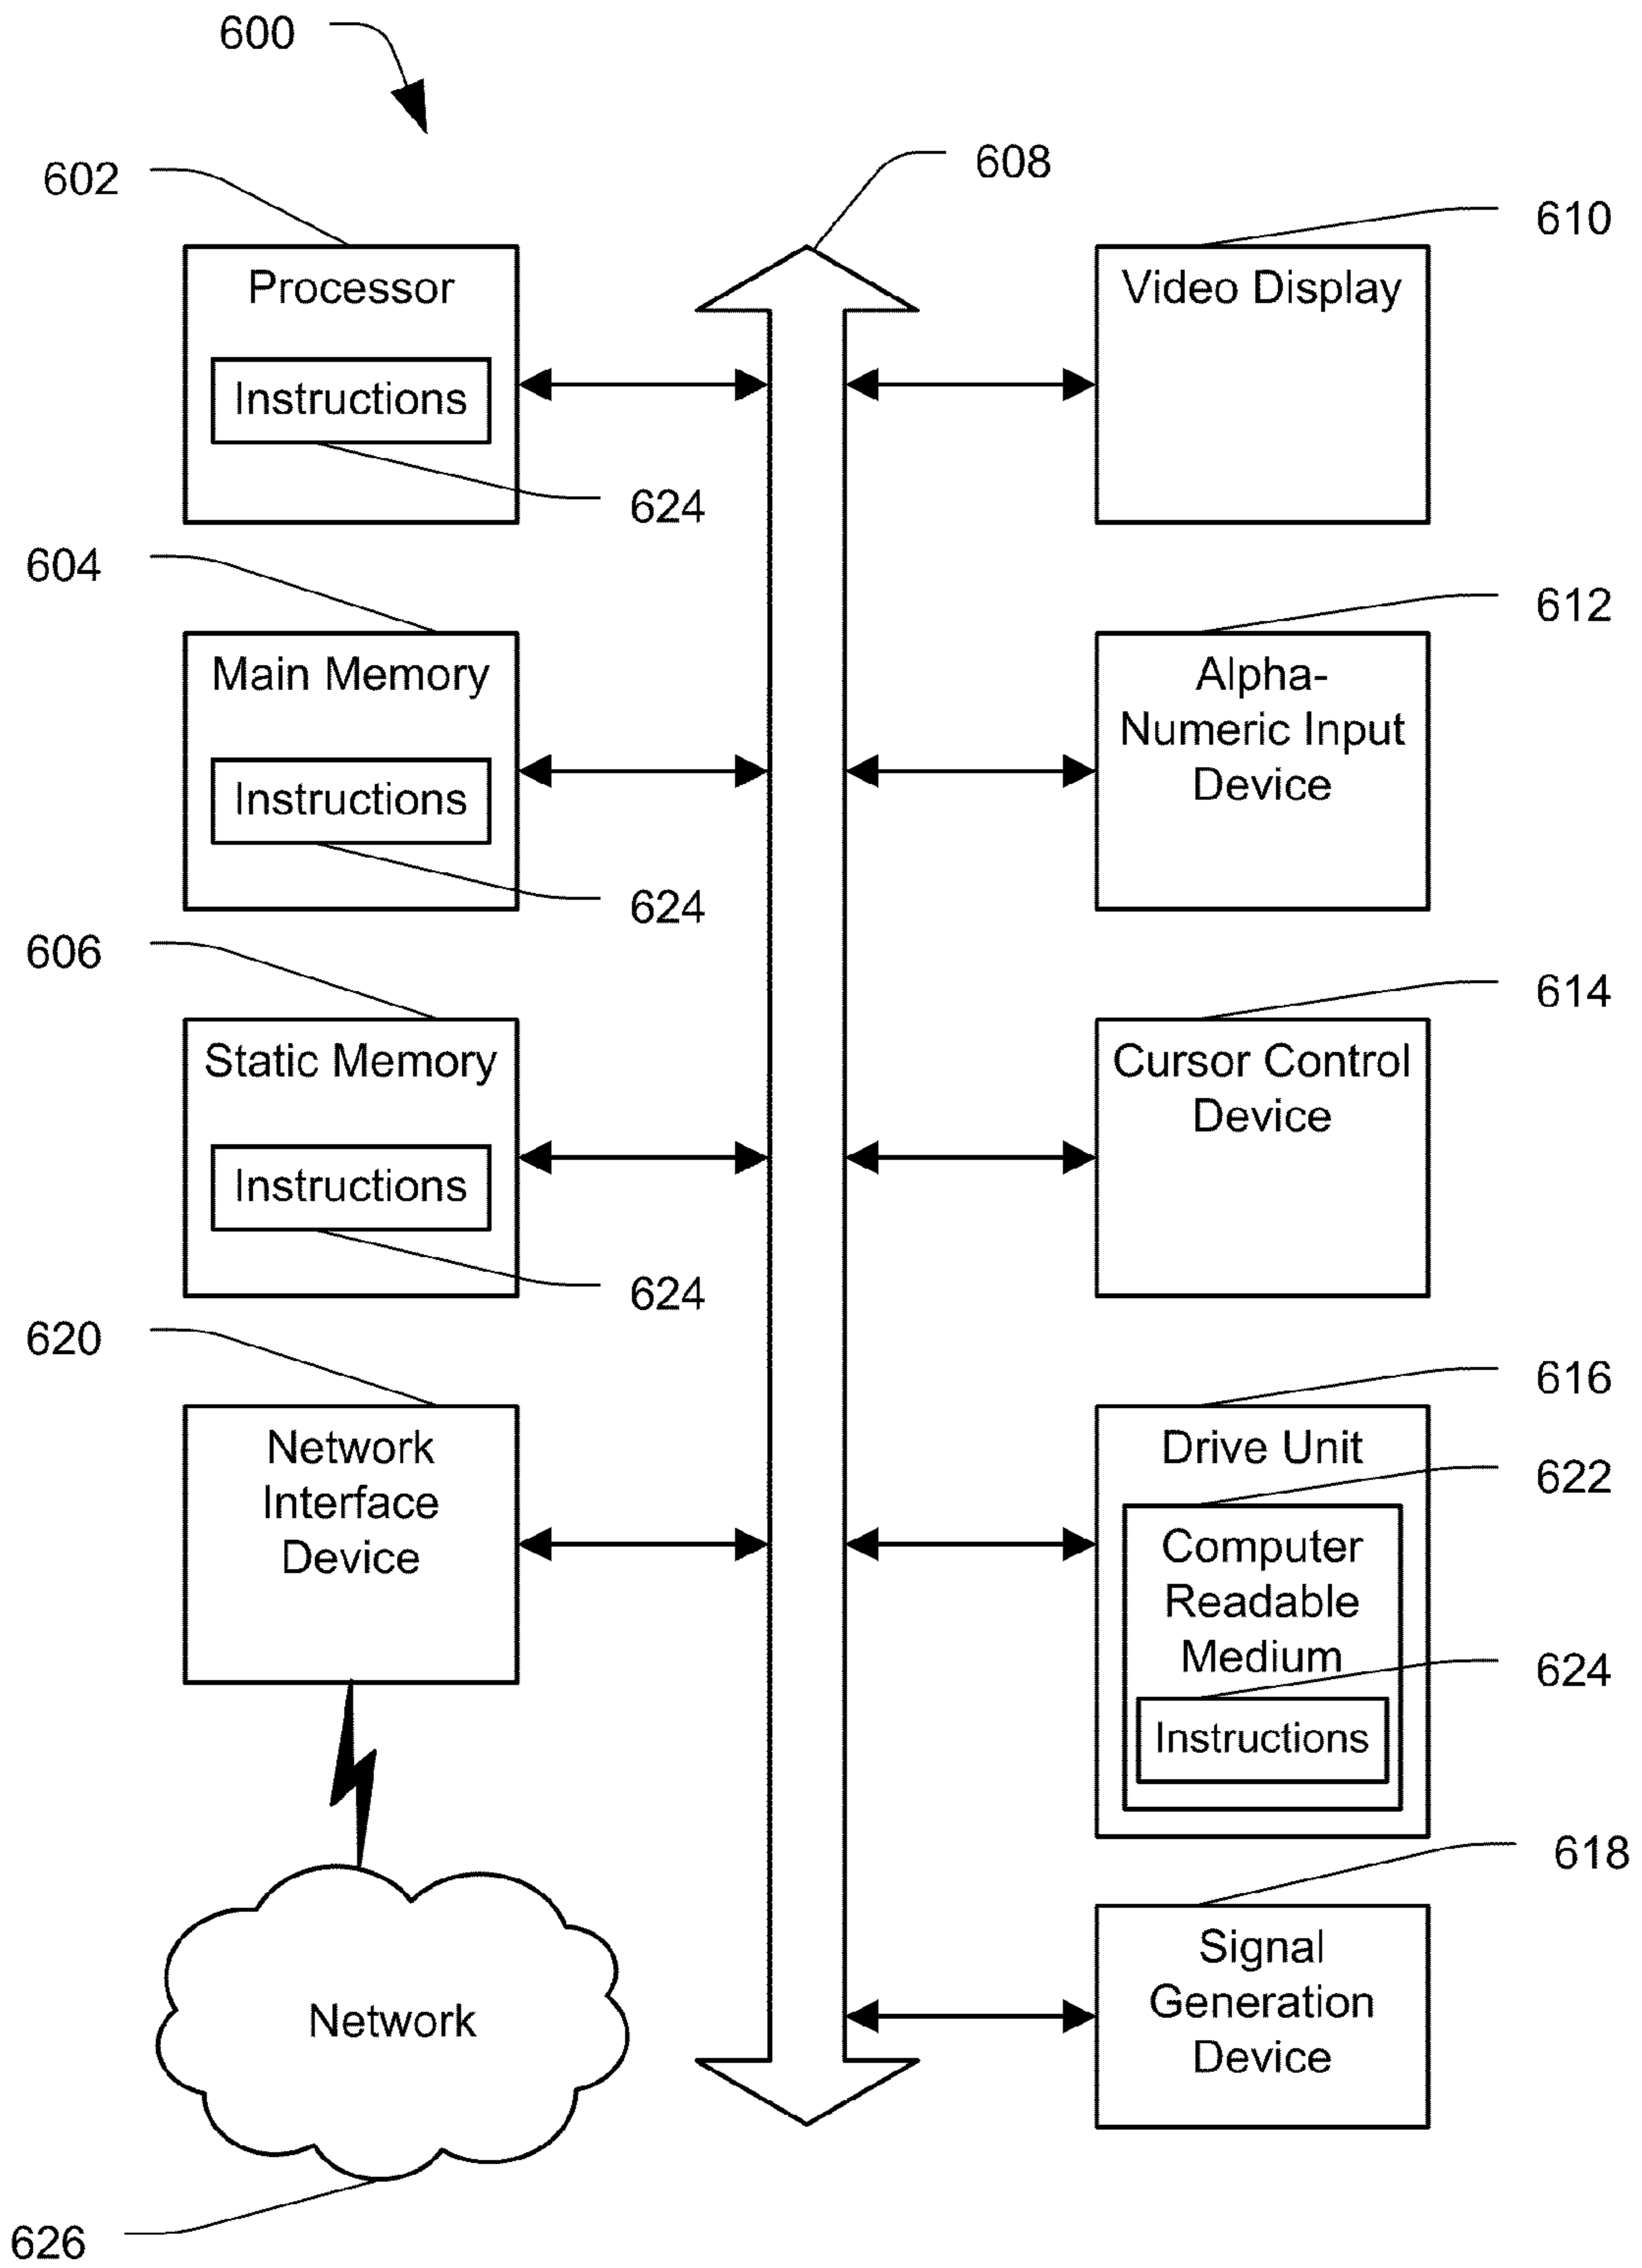 600
602
608
610
Processor
Instructions
624
Video Display
604
612
Main Memory
Instructions
624
Alpha-
Numeric Input
Device
606
614
Static Memory
Instructions
624
Cursor Control
Device
620
616
Network
Interface
Device
Drive Unit
622
Computer
Readable
Medium
624
Instructions
618
Signal
Generation
Device
Network
626